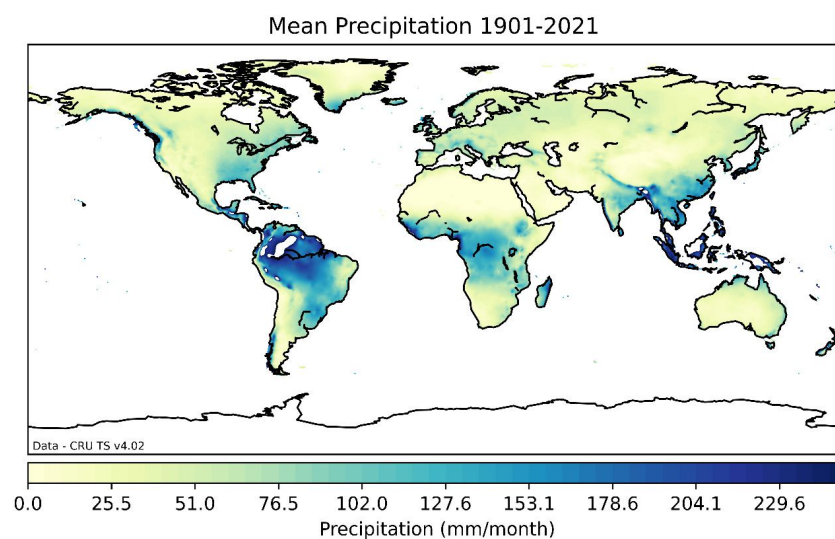 Mean Precipitation 1901-2021
Data - CRU TS v4.02
0.0 25.5 51.0 76.5 102.0 127.6 153.1 178.6 204.1 229.6
Precipitation (mm/month)